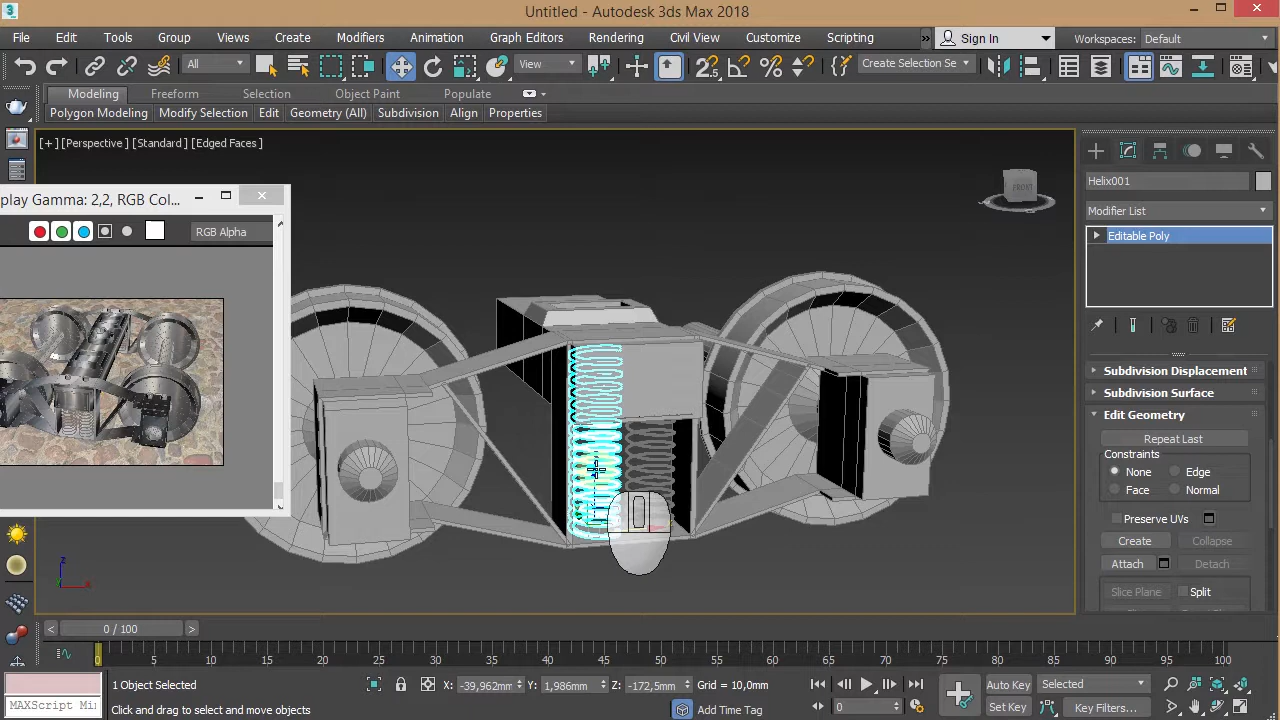 Untitled - Autodesk 3ds Max 2018
File Edit Tools Group Views Create Modifiers Animation Graph Editors Rendering Civil View Customize Scripting Sign In Workspaces: Default
All View Create Selection Se
Modeling Freeform Selection Object Paint Populate
Polygon Modeling Modify Selection Edit Geometry (All) Subdivision Align Properties
[+] [Perspective] [Standard] [Edged Faces]
FRONT
play Gamma: 2,2, RGB Col...
RGB Alpha
Helix001
Modifier List
Editable Poly
Subdivision Displacement
Subdivision Surface
Edit Geometry
Repeat Last
Constraints
None Edge
Face Normal
Preserve UVs
Create Collapse
Attach Detach
Slice Plane Split
z
x
0 / 100
0 5 10 15 20 25 30 35 40 45 50 55 60 65 70 75 80 85 90 95 100
1 Object Selected X: -39,962mm Y: 1,986mm Z: -172,5mm Grid = 10,0mm Auto Key Selected
MAXScript Mi Click and drag to select and move objects Add Time Tag 0 Set Key Key Filters...